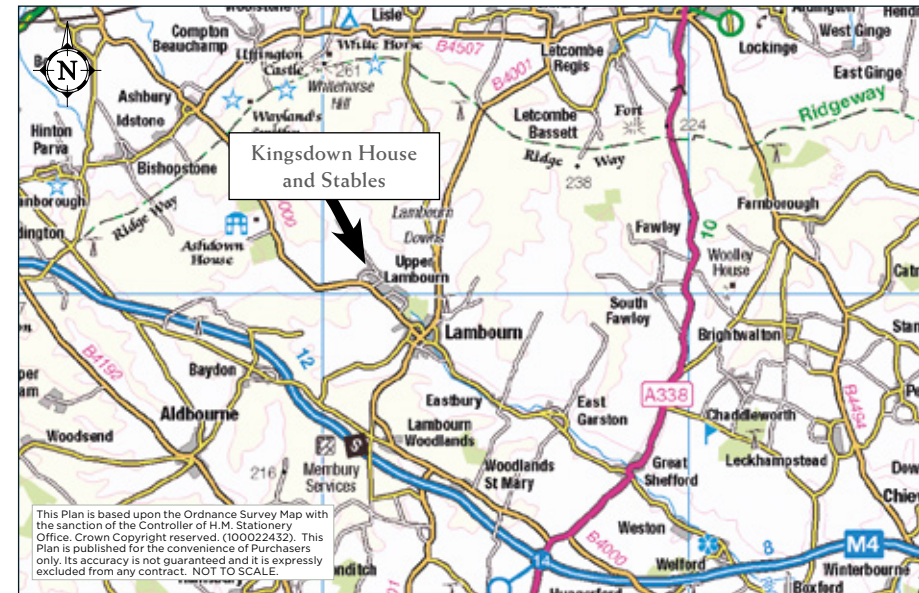 Compton
Beauchamp
Lisle
White Horse
B4507
Letcombe
Regis
Lockinge
West Ginge
East Ginge
N
Uffington
Castle
261
Whitehorse
Hill
B4001
Ashbury
Idstone
Wayland's
Letcombe
Bassett
Fort
224
Ridgeway
Hinton
Parva
Bishopstone
Kingsdown House
and Stables
Ridge Way
238
Ridge Way
Ashdown
House
Lambourn
Downs
Upper
Lambourn
Fawley
10
Woolley
House
Farnborough
South
Fawley
Lambourn
Brightwalton
B4192
12
Baydon
Aldbourne
Eastbury
East
Garston
A338
Chaddleworth
B4494
Leckhampstead
Woodsend
Lambourn
Woodlands
216
S
Membury
Services
Woodlands
St Mary
Great
Shefford
Weston
B4000
14
Welford
8
M4
Winterbourne
Boxford
This Plan is based upon the Ordnance Survey Map with
the sanction of the Controller of H.M. Stationery
Office. Crown Copyright reserved. (100022432). This
Plan is published for the convenience of Purchasers
only. Its accuracy is not guaranteed and it is expressly
excluded from any contract. NOT TO SCALE.